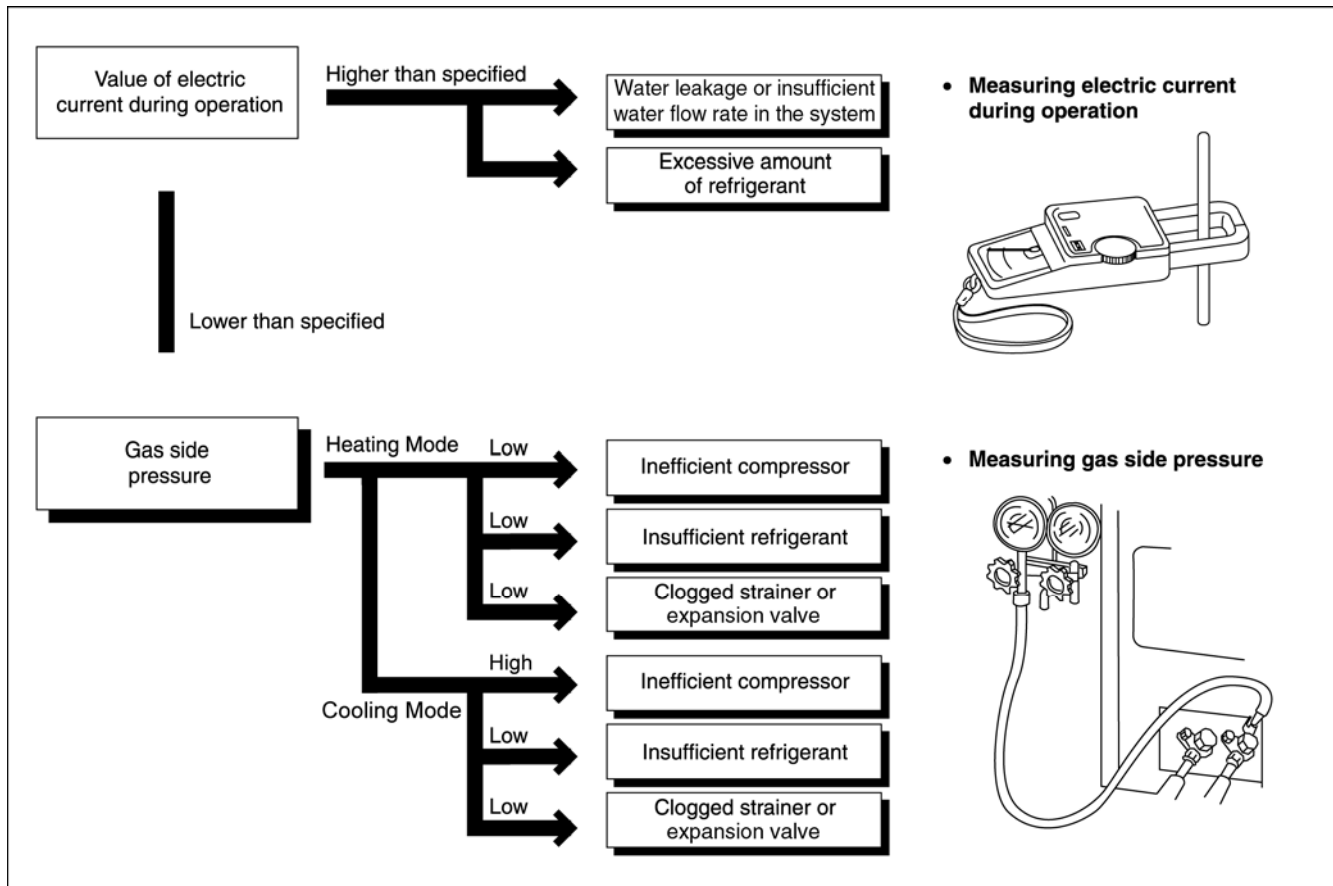 Value of electric
current during operation
Higher than specified
Water leakage or insufficient
water flow rate in the system
Excessive amount
of refrigerant
• Measuring electric current
during operation
Lower than specified
Gas side
pressure
Heating Mode
Low
Inefficient compressor
Low
Insufficient refrigerant
Low
Clogged strainer or
expansion valve
High
Inefficient compressor
Cooling Mode
Low
Insufficient refrigerant
Low
Clogged strainer or
expansion valve
• Measuring gas side pressure